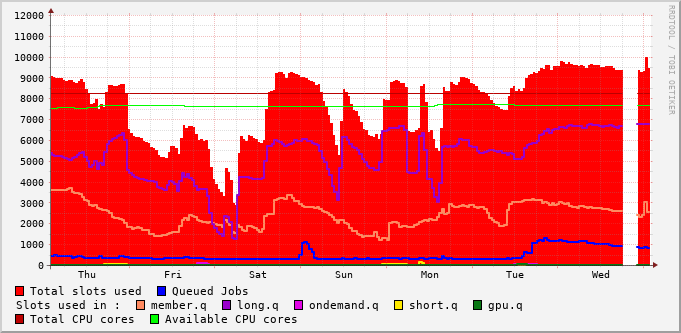 RRDTOOL / TOBI OETIKER
12000
11000
10000
9000
8000
7000
6000
5000
4000
3000
2000
1000
0
Thu Fri Sat Sun Mon Tue Wed
Total slots used Queued Jobs
Slots used in : member.q long.q ondemand.q short.q gpu.q
Total CPU cores Available CPU cores